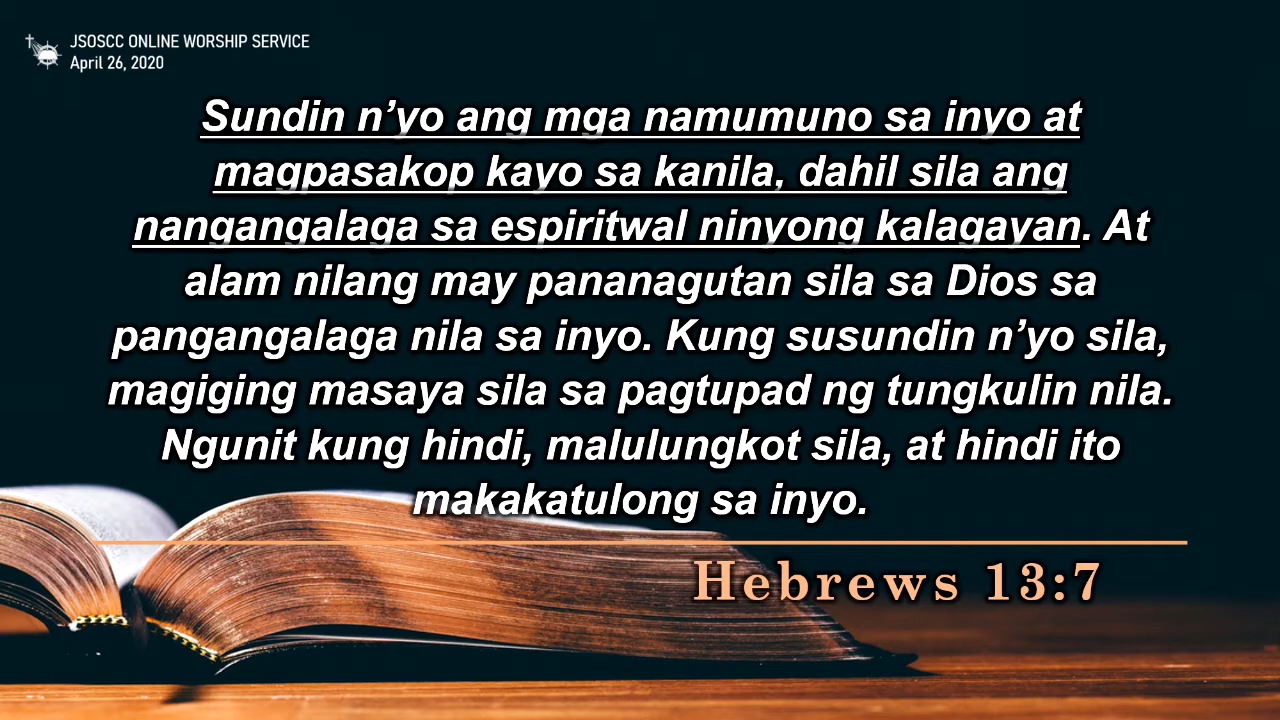 JSOSCC ONLINE WORSHIP SERVICE
April 26, 2020
Sundin n’yo ang mga namumuno sa inyo at
magpasakop kayo sa kanila, dahil sila ang
nangangalaga sa espiritwal ninyong kalagayan. At
alam nilang may pananagutan sila sa Dios sa
pangangalaga nila sa inyo. Kung susundin n’yo sila,
magiging masaya sila sa pagtupad ng tungkulin nila.
Ngunit kung hindi, malulungkot sila, at hindi ito
makakatulong sa inyo.
Hebrews 13:7